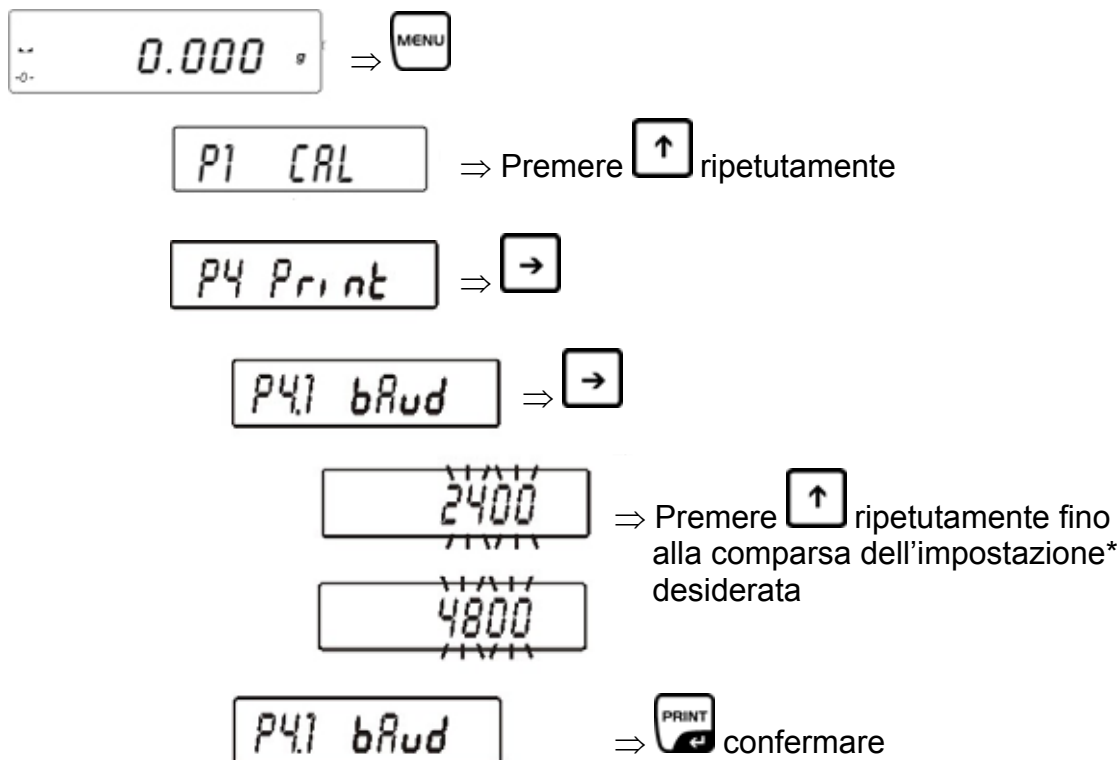 0.000 g ⇒ MENU
-0-
P1 CAL ⇒ Premere ↑ ripetutamente
P4 Print ⇒ →
P4.1 bAud ⇒ →
2400 ⇒ Premere ↑ ripetutamente fino
alla comparsa dell'impostazione*
desiderata
4800
P4.1 bAud ⇒ PRINT confermare